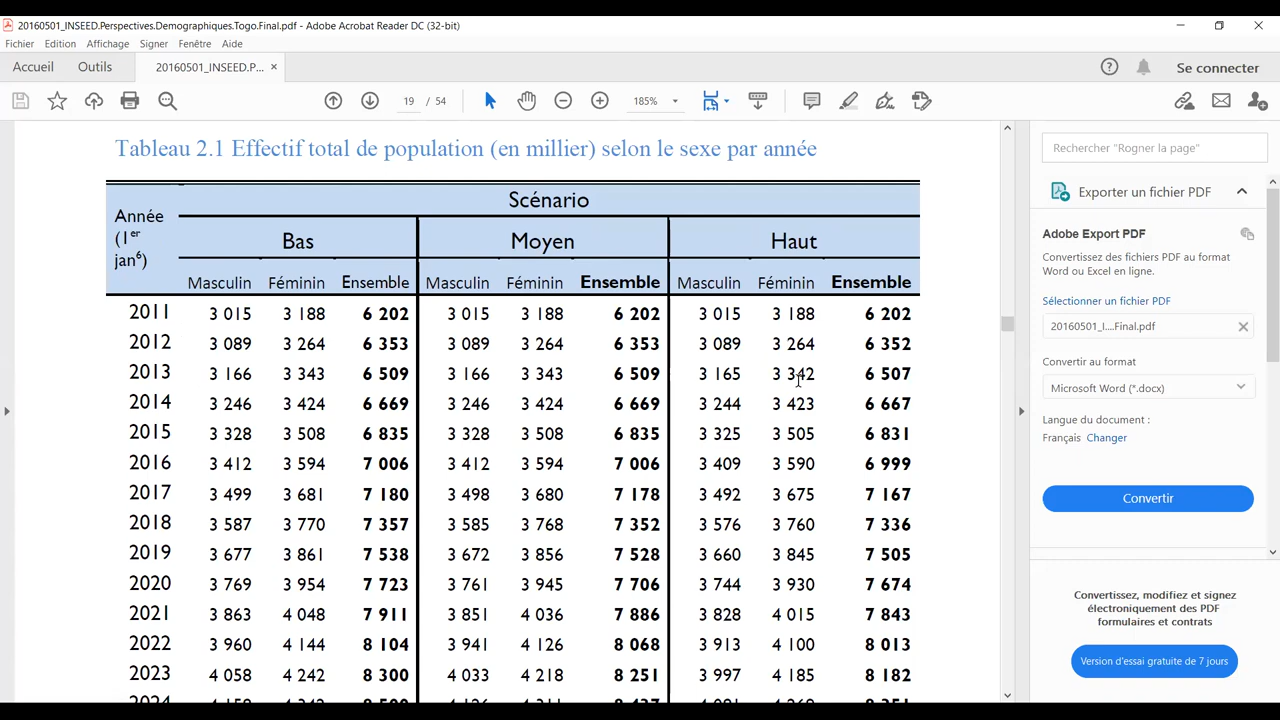 20160501_INSEED.Perspectives.Demographiques.Togo.Final.pdf - Adobe Acrobat Reader DC (32-bit)
Fichier Edition Affichage Signer Fenêtre Aide
Accueil Outils 20160501_INSEED.P... × Se connecter
19 / 54 185%
Tableau 2.1 Effectif total de population (en millier) selon le sexe par année
Année (1er jan6) Scénario
Bas Moyen Haut
Masculin Féminin Ensemble Masculin Féminin Ensemble Masculin Féminin Ensemble
2011 3 015 3 188 6 202 3 015 3 188 6 202 3 015 3 188 6 202
2012 3 089 3 264 6 353 3 089 3 264 6 353 3 089 3 264 6 352
2013 3 166 3 343 6 509 3 166 3 343 6 509 3 165 3 342 6 507
2014 3 246 3 424 6 669 3 246 3 424 6 669 3 244 3 423 6 667
2015 3 328 3 508 6 835 3 328 3 508 6 835 3 325 3 505 6 831
2016 3 412 3 594 7 006 3 412 3 594 7 006 3 409 3 590 6 999
2017 3 499 3 681 7 180 3 498 3 680 7 178 3 492 3 675 7 167
2018 3 587 3 770 7 357 3 585 3 768 7 352 3 576 3 760 7 336
2019 3 677 3 861 7 538 3 672 3 856 7 528 3 660 3 845 7 505
2020 3 769 3 954 7 723 3 761 3 945 7 706 3 744 3 930 7 674
2021 3 863 4 048 7 911 3 851 4 036 7 886 3 828 4 015 7 843
2022 3 960 4 144 8 104 3 941 4 126 8 068 3 913 4 100 8 013
2023 4 058 4 242 8 300 4 033 4 218 8 251 3 997 4 185 8 182
Rechercher "Rogner la page"
Exporter un fichier PDF
Adobe Export PDF
Convertissez des fichiers PDF au format
Word ou Excel en ligne.
Sélectionner un fichier PDF
20160501_I....Final.pdf
Convertir au format
Microsoft Word (*.docx)
Langue du document :
Français Changer
Convertir
Convertissez, modifiez et signez
électroniquement des PDF
formulaires et contrats
Version d'essai gratuite de 7 jours